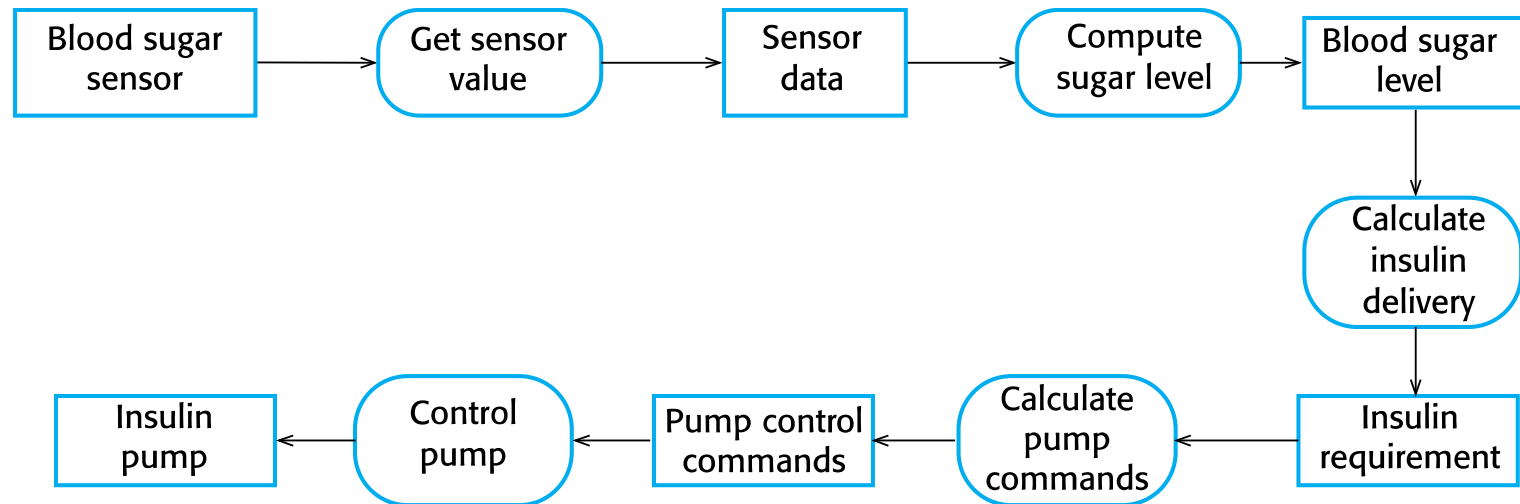 Blood sugar
sensor
Get sensor
value
Sensor
data
Compute
sugar level
Blood sugar
level
Calculate
insulin
delivery
Insulin
requirement
Calculate
pump
commands
Pump control
commands
Control
pump
Insulin
pump